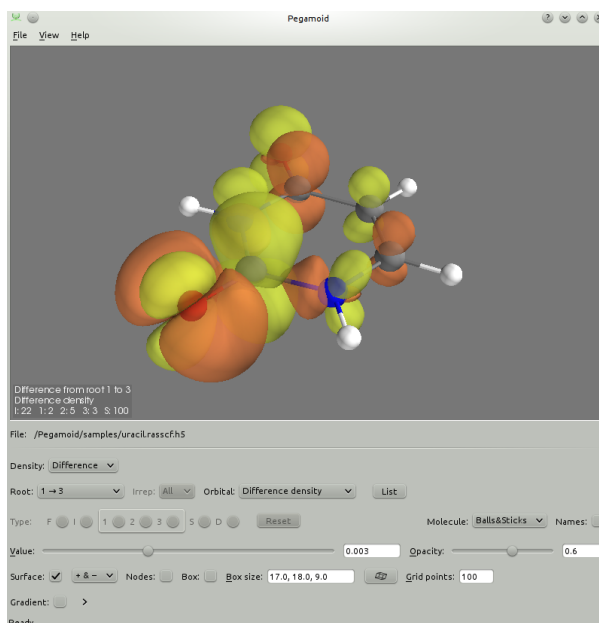 Pegamoid
File View Help
Difference from root 1 to 3
Difference density
I: 22 1: 2 2: 5 3: 3 S: 100
File: /Pegamoid/samples/uracil.rasscf.h5
Density: Difference
Root: 1 → 3 Irrep: All Orbital: Difference density List
Type: F I 1 2 3 S D Reset Molecule: Balls&Sticks Names:
Value: 0.003 Opacity: 0.6
Surface: + & − Nodes: Box: Box size: 17.0, 18.0, 9.0 Grid points: 100
Gradient: >
Ready